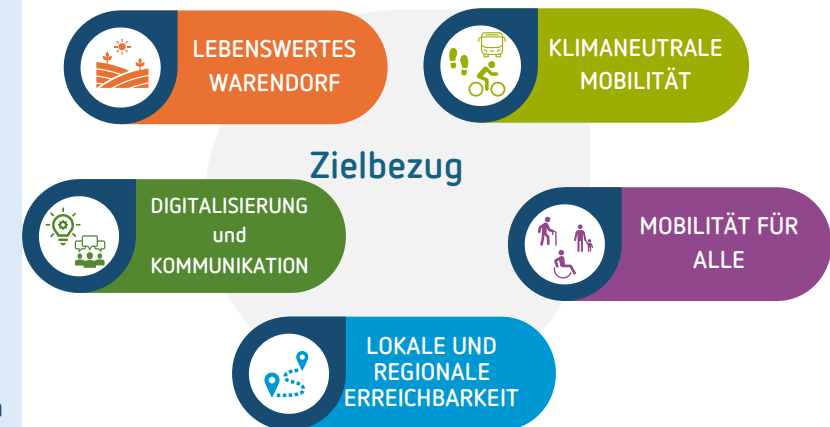 LEBENSWERTES
WARENDORF
KLIMANEUTRALE
MOBILITÄT
Zielbezug
DIGITALISIERUNG
und
KOMMUNIKATION
MOBILITÄT FÜR
ALLE
LOKALE UND
REGIONALE
ERREICHBARKEIT